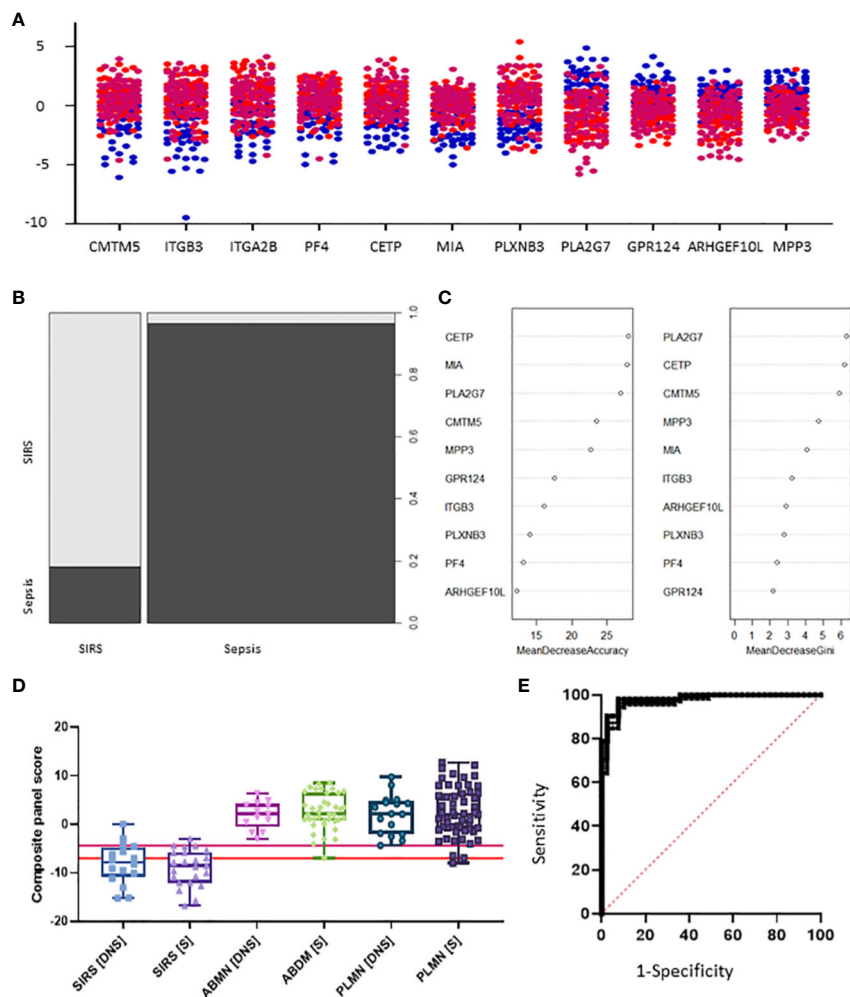 A
5
0
-5
-10
CMTM5 ITGB3 ITGA2B PF4 CETP MIA PLXNB3 PLA2G7 GPR124 ARHGEF10L MPP3
B
SIRS
Sepsis
SIRS Sepsis
1.0
0.8
0.6
0.4
0.2
0.0
C
CETP
MIA
PLA2G7
CMTM5
MPP3
GPR124
ITGB3
PLXNB3
PF4
ARHGEF10L
15 20 25
MeanDecreaseAccuracy
PLA2G7
CETP
CMTM5
MPP3
MIA
ITGB3
ARHGEF10L
PLXNB3
PF4
GPR124
0 1 2 3 4 5 6
MeanDecreaseGini
D
Composite panel score
20
10
0
-10
-20
SIRS [DNS]
SIRS [S]
ABMN [DNS]
ABDM [S]
PLMN [DNS]
PLMN [S]
E
Sensitivity
100
80
60
40
20
0
0 20 40 60 80 100
1-Specificity